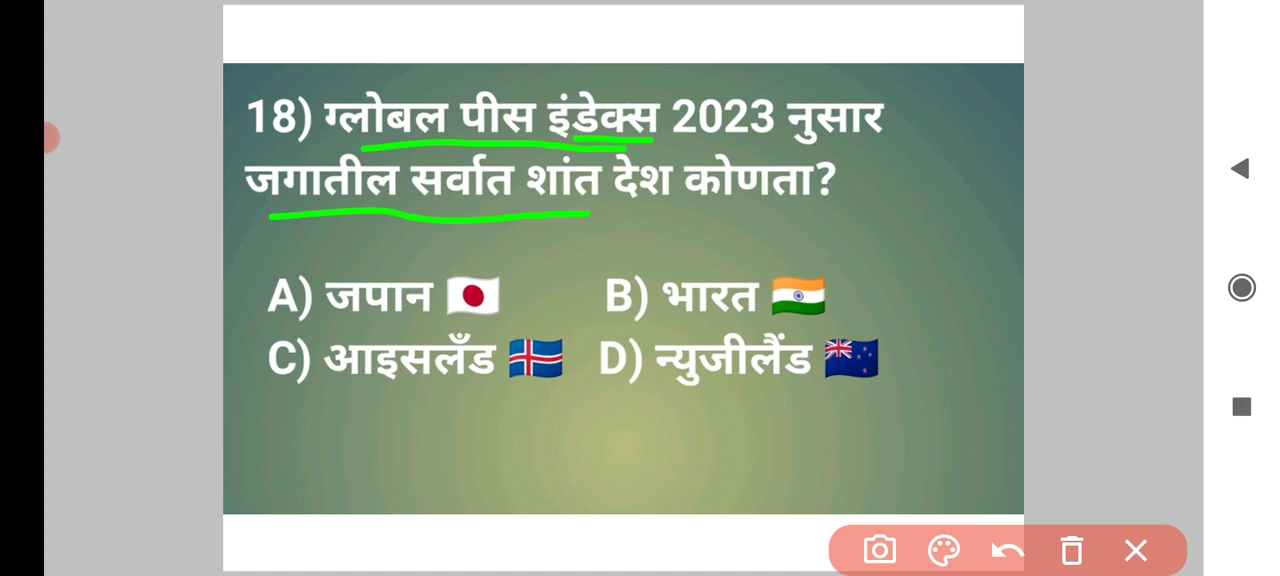 18) ग्लोबल पीस इंडेक्स 2023 नुसार
जगातील सर्वात शांत देश कोणता?
A) जपान 🇯🇵 B) भारत 🇮🇳
C) आइसलँड 🇮🇸 D) न्युजीलैंड 🇳🇿